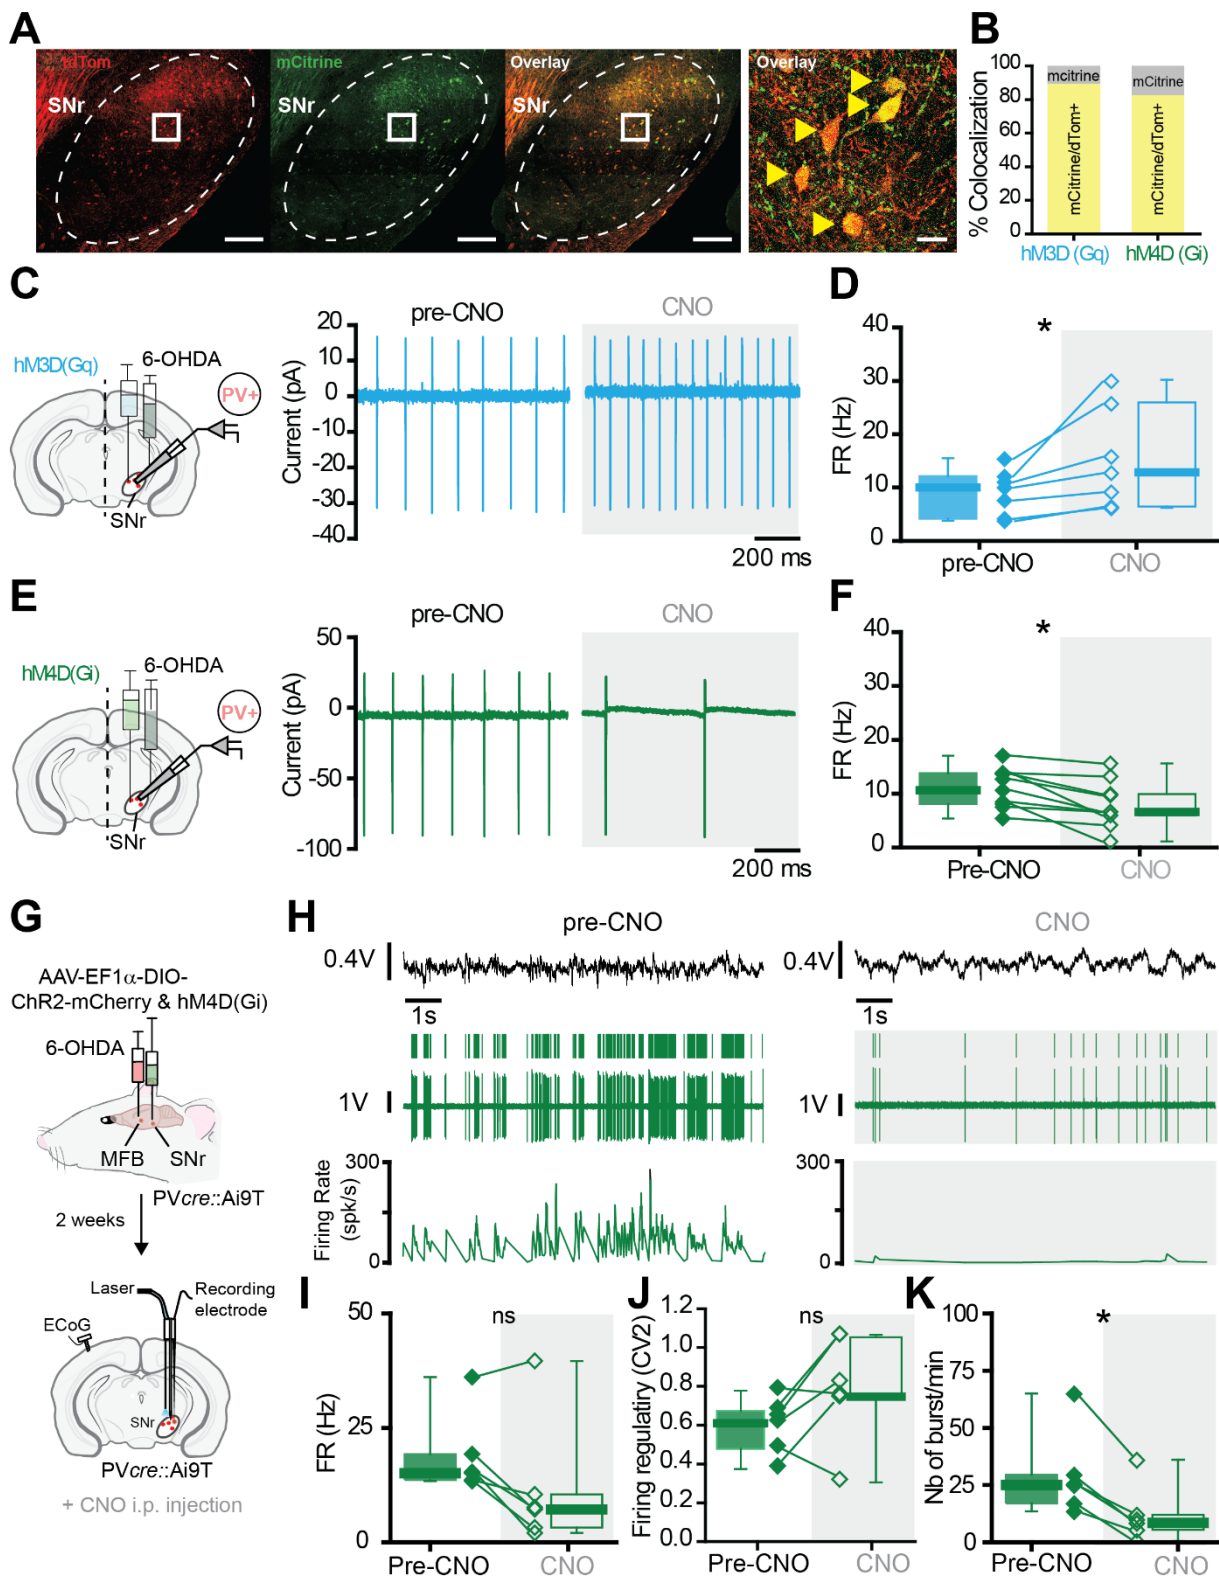 A
tdTom
mCitrine
Overlay
Overlay
SNr
SNr
SNr
B
% Colocalization
100
80
60
40
20
0
mcitrine
mCitrine
mCitrine/dTom+
mCitrine/dTom+
hM3D (Gq)
hM4D (Gi)
C
hM3D(Gq)
6-OHDA
PV+
SNr
pre-CNO
CNO
Current (pA)
20
10
0
-10
-20
-30
-40
200 ms
D
*
FR (Hz)
40
30
20
10
0
pre-CNO
CNO
E
hM4D(Gi)
6-OHDA
PV+
SNr
pre-CNO
CNO
Current (pA)
50
0
-50
-100
200 ms
F
*
FR (Hz)
40
30
20
10
0
Pre-CNO
CNO
G
AAV-EF1α-DIO-
ChR2-mCherry & hM4D(Gi)
6-OHDA
MFB
SNr
PVcre::Ai9T
2 weeks
Laser
Recording
electrode
ECoG
SNr
PVcre::Ai9T
+ CNO i.p. injection
H
pre-CNO
CNO
0.4V
0.4V
1s
1s
1V
1V
Firing Rate
(spk/s)
300
0
300
0
I
ns
FR (Hz)
50
25
0
Pre-CNO
CNO
J
ns
Firing regulatiry (CV2)
1.2
1.0
0.8
0.6
0.4
0.2
0.0
Pre-CNO
CNO
K
*
Nb of burst/min
100
75
50
25
0
Pre-CNO
CNO